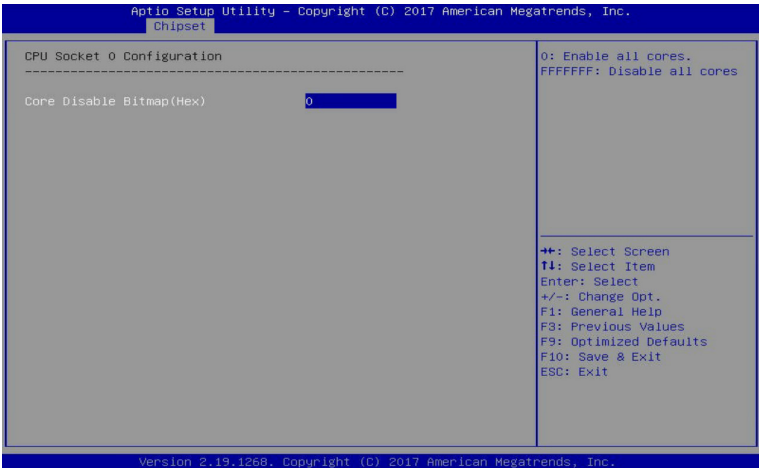 Aptio Setup Utility – Copyright (C) 2017 American Megatrends, Inc.
Chipset
CPU Socket 0 Configuration
--------------------------------------------------
Core Disable Bitmap(Hex) 0
0: Enable all cores.
FFFFFFF: Disable all cores
→←: Select Screen
↑↓: Select Item
Enter: Select
+/-: Change Opt.
F1: General Help
F3: Previous Values
F9: Optimized Defaults
F10: Save & Exit
ESC: Exit
Version 2.19.1268. Copyright (C) 2017 American Megatrends, Inc.